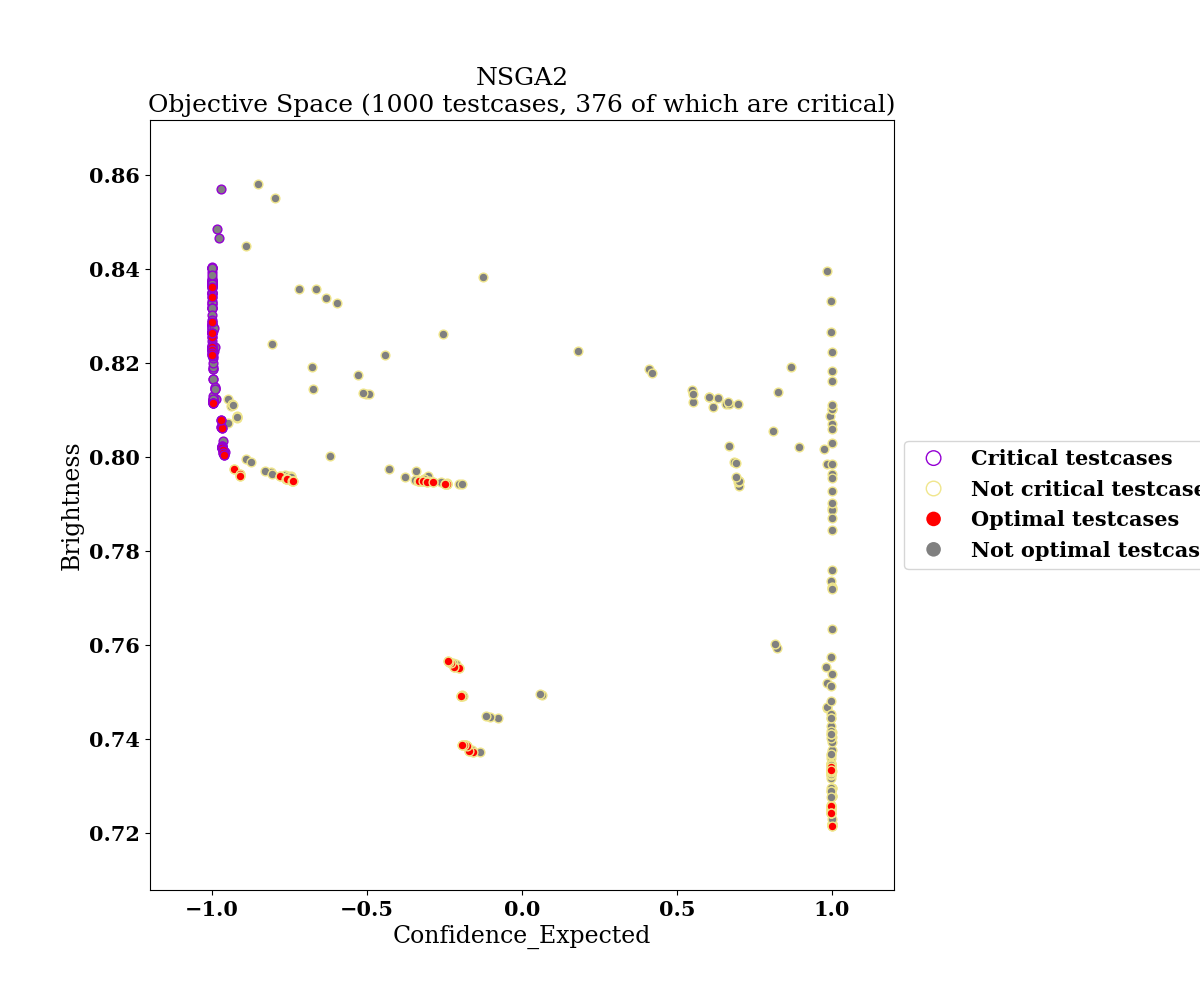 NSGA2
Objective Space (1000 testcases, 376 of which are critical)
0.86
0.84
0.82
0.80
0.78
0.76
0.74
0.72
Brightness
−1.0
−0.5
0.0
0.5
1.0
Confidence_Expected
Critical testcases
Not critical testcase
Optimal testcases
Not optimal testcas